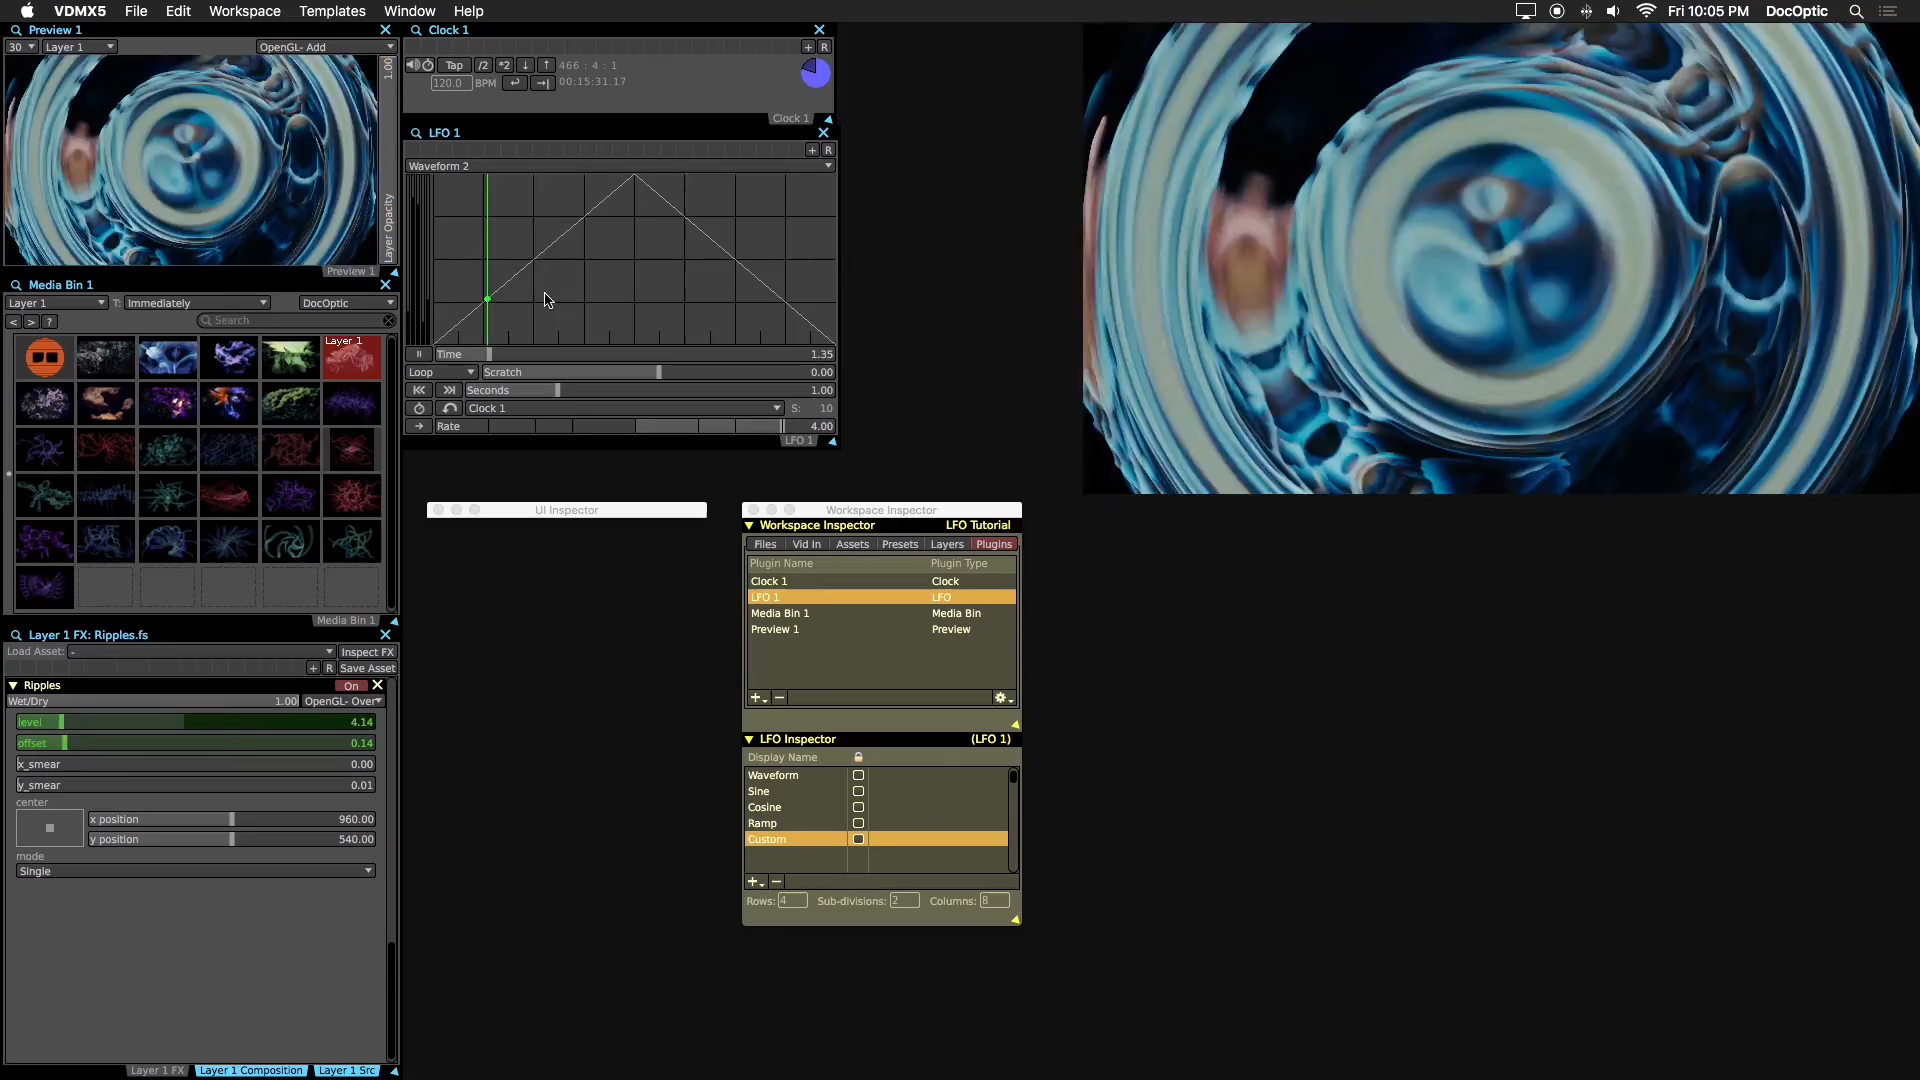 VDMX5 File Edit Workspace Templates Window Help
Fri 10:05 PM DocOptic
Preview 1
30 Layer 1 OpenGL- Add
1.00
Layer Opacity
Preview 1
Media Bin 1
Layer 1 T: Immediately DocOptic
< > ? Search
Layer 1
Media Bin 1
Layer 1 FX: Ripples.fs
Load Asset: - Inspect FX
+ R Save Asset
Ripples On
Wet/Dry 1.00 OpenGL- Over
level 4.14
offset 0.14
x_smear 0.00
y_smear 0.01
center
x position 960.00
y position 540.00
mode
Single
Layer 1 FX Layer 1 Composition Layer 1 Src
Clock 1
+ R
Tap /2 *2 ↓ ↑ 466 : 4 : 1
120.0 BPM 00:15:31.17
Clock 1
LFO 1
+ R
Waveform 2
Time 1.35
Loop Scratch 0.00
Seconds 1.00
Clock 1 S: 10
Rate 4.00
LFO 1
UI Inspector
Workspace Inspector
Workspace Inspector LFO Tutorial
Files Vid In Assets Presets Layers Plugins
Plugin Name Plugin Type
Clock 1 Clock
LFO 1 LFO
Media Bin 1 Media Bin
Preview 1 Preview
LFO Inspector (LFO 1)
Display Name
Waveform
Sine
Cosine
Ramp
Custom
Rows: 4 Sub-divisions: 2 Columns: 8